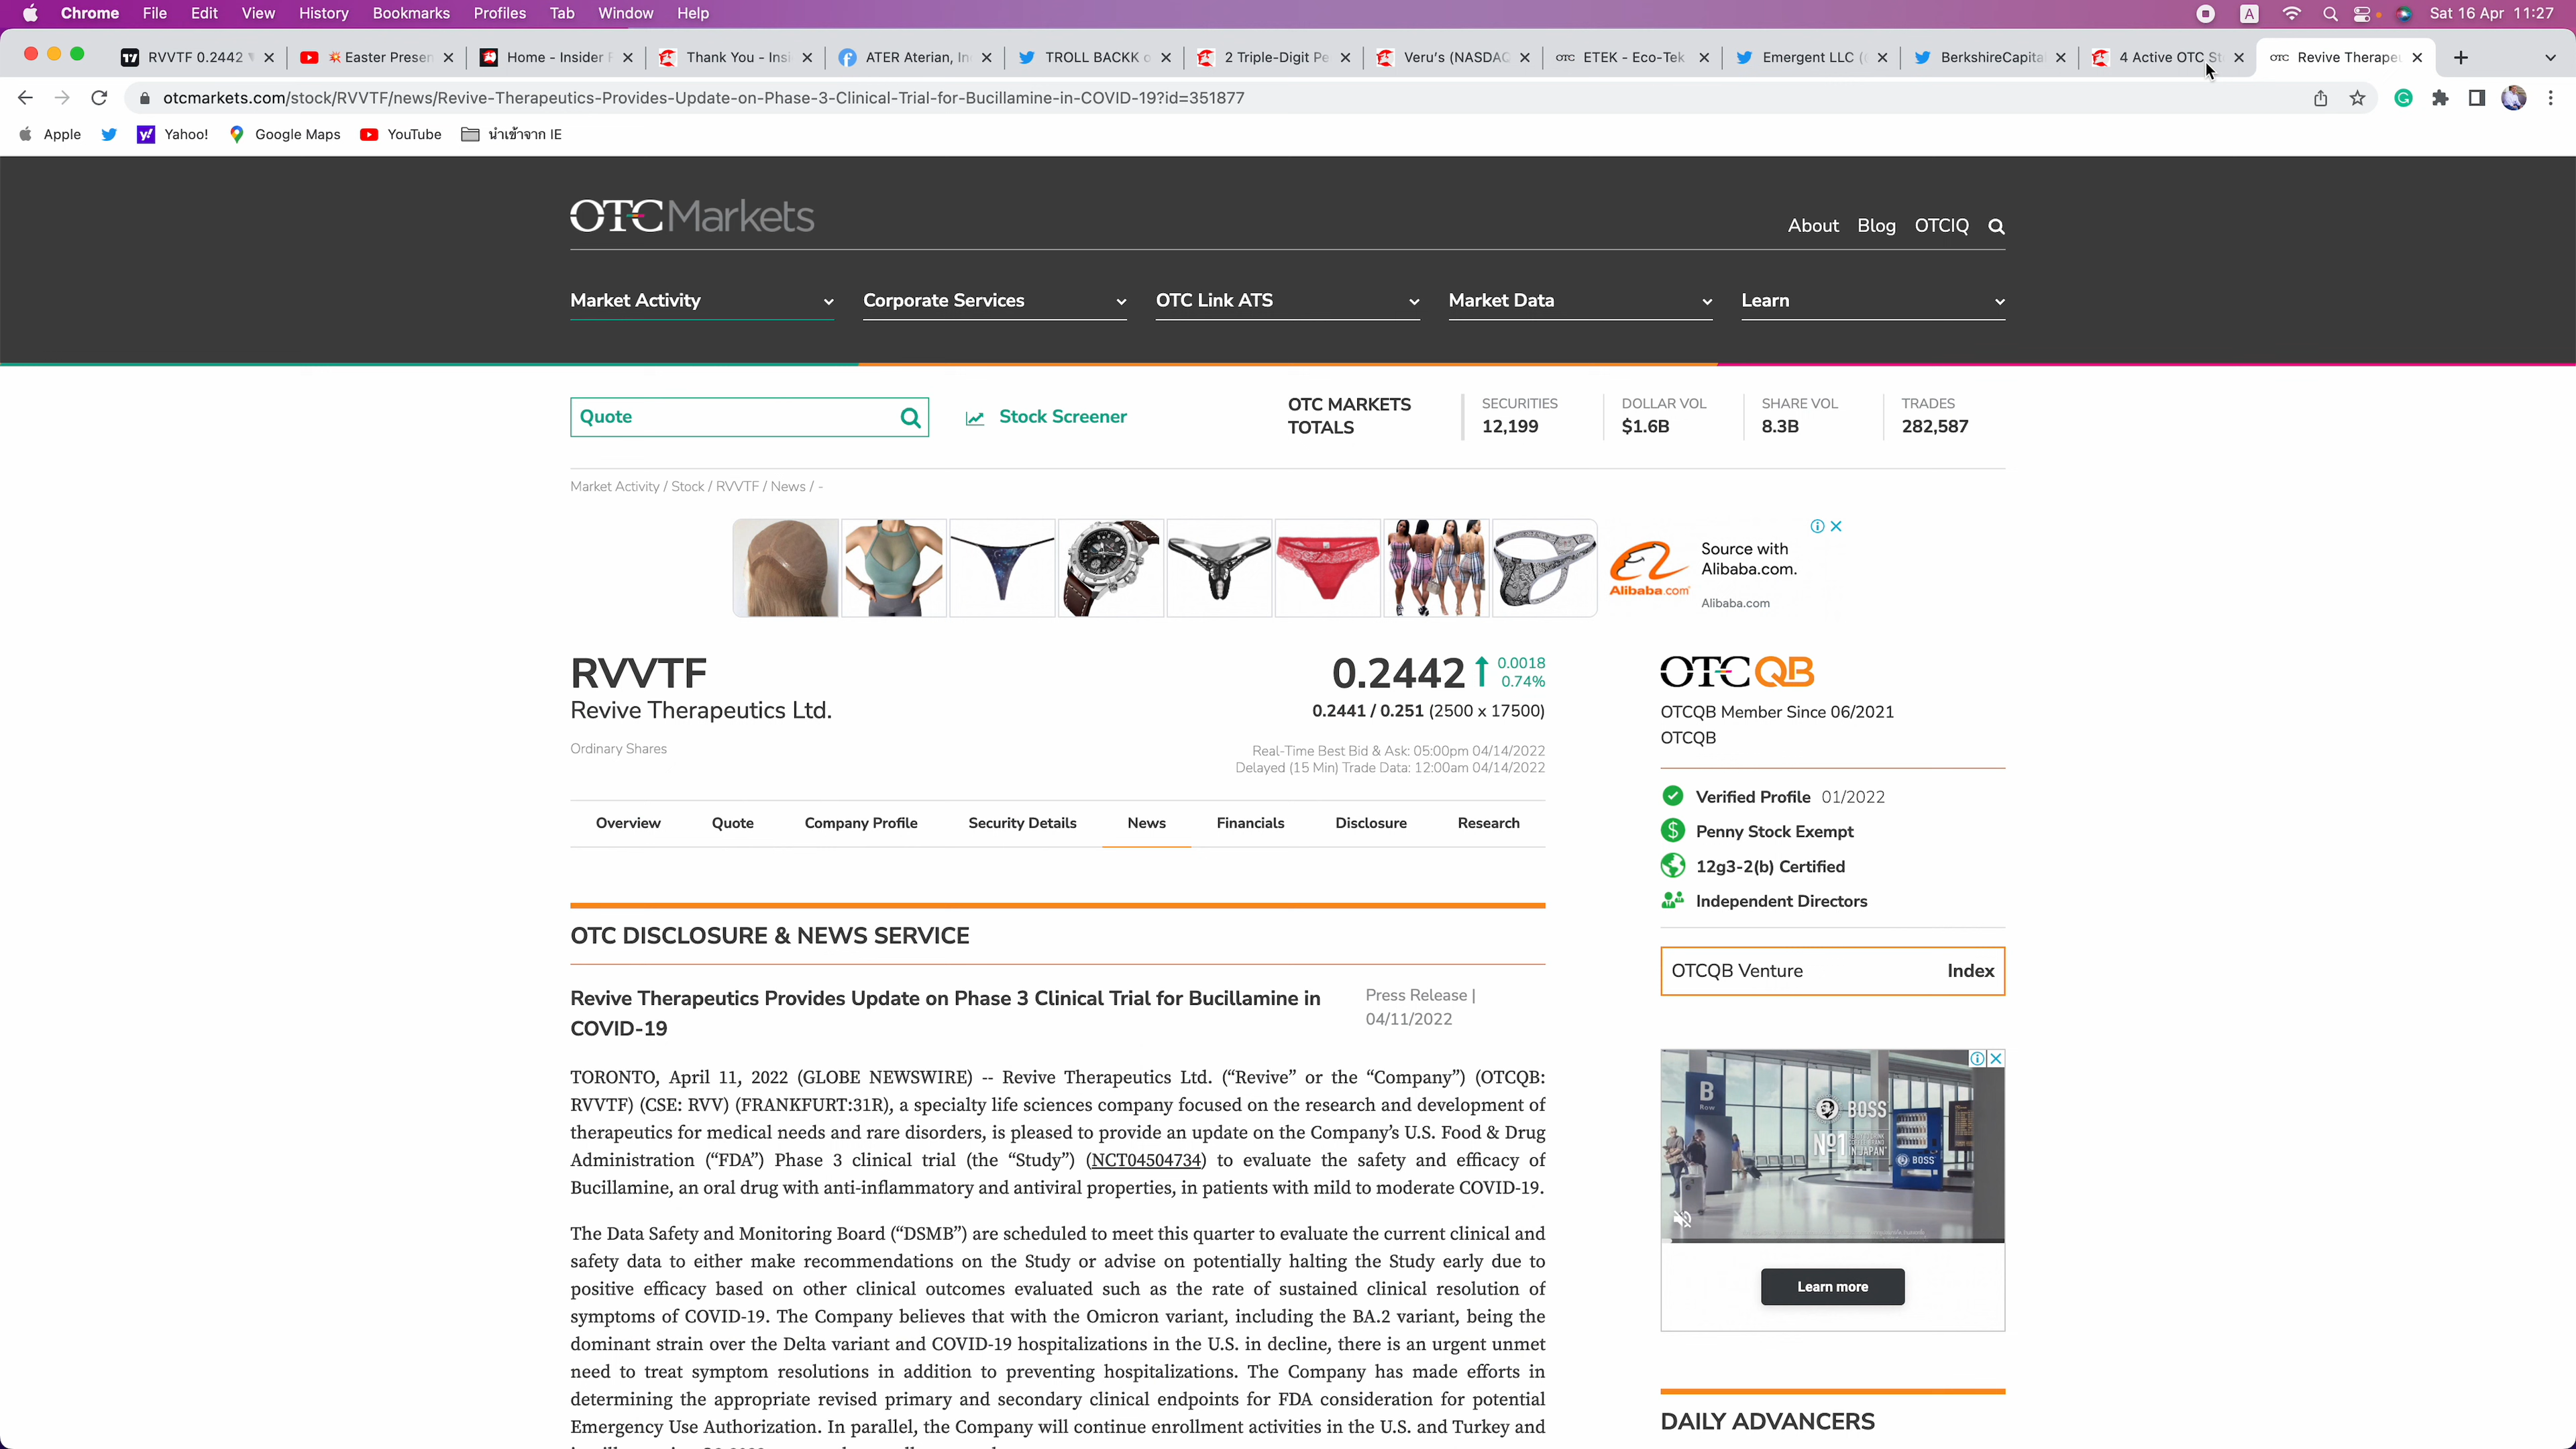 Chrome File Edit View History Bookmarks Profiles Tab Window Help
A Sat 16 Apr 11:27
RVVTF 0.2442
Easter Presen
Home - Insider F
Thank You - Insi
ATER Aterian, In
TROLL BACKK o
2 Triple-Digit Pe
Veru's (NASDAC
OTC ETEK - Eco-Tek
Emergent LLC (
BerkshireCapita
4 Active OTC St
OTC Revive Therape
otcmarkets.com/stock/RVVTF/news/Revive-Therapeutics-Provides-Update-on-Phase-3-Clinical-Trial-for-Bucillamine-in-COVID-19?id=351877
Apple Yahoo! Google Maps YouTube นำเข้าจาก IE
OTC Markets
About Blog OTCIQ
Market Activity Corporate Services OTC Link ATS Market Data Learn
Quote
Stock Screener
OTC MARKETS
TOTALS
SECURITIES
12,199
DOLLAR VOL
$1.6B
SHARE VOL
8.3B
TRADES
282,587
Market Activity / Stock / RVVTF / News / -
Alibaba.com
Source with
Alibaba.com.
Alibaba.com
RVVTF
Revive Therapeutics Ltd.
Ordinary Shares
0.2442 0.0018
0.74%
0.2441 / 0.251 (2500 x 17500)
Real-Time Best Bid & Ask: 05:00pm 04/14/2022
Delayed (15 Min) Trade Data: 12:00am 04/14/2022
OTCQB
OTCQB Member Since 06/2021
OTCQB
Verified Profile 01/2022
Penny Stock Exempt
12g3-2(b) Certified
Independent Directors
OTCQB Venture Index
Overview Quote Company Profile Security Details News Financials Disclosure Research
OTC DISCLOSURE & NEWS SERVICE
Revive Therapeutics Provides Update on Phase 3 Clinical Trial for Bucillamine in
COVID-19
Press Release |
04/11/2022
TORONTO, April 11, 2022 (GLOBE NEWSWIRE) -- Revive Therapeutics Ltd. (“Revive” or the “Company”) (OTCQB:
RVVTF) (CSE: RVV) (FRANKFURT:31R), a specialty life sciences company focused on the research and development of
therapeutics for medical needs and rare disorders, is pleased to provide an update on the Company’s U.S. Food & Drug
Administration (“FDA”) Phase 3 clinical trial (the “Study”) (NCT04504734) to evaluate the safety and efficacy of
Bucillamine, an oral drug with anti-inflammatory and antiviral properties, in patients with mild to moderate COVID-19.
The Data Safety and Monitoring Board (“DSMB”) are scheduled to meet this quarter to evaluate the current clinical and
safety data to either make recommendations on the Study or advise on potentially halting the Study early due to
positive efficacy based on other clinical outcomes evaluated such as the rate of sustained clinical resolution of
symptoms of COVID-19. The Company believes that with the Omicron variant, including the BA.2 variant, being the
dominant strain over the Delta variant and COVID-19 hospitalizations in the U.S. in decline, there is an urgent unmet
need to treat symptom resolutions in addition to preventing hospitalizations. The Company has made efforts in
determining the appropriate revised primary and secondary clinical endpoints for FDA consideration for potential
Emergency Use Authorization. In parallel, the Company will continue enrollment activities in the U.S. and Turkey and
B
Row
BOSS
Nº1
IN JAPAN
BOSS
Learn more
DAILY ADVANCERS